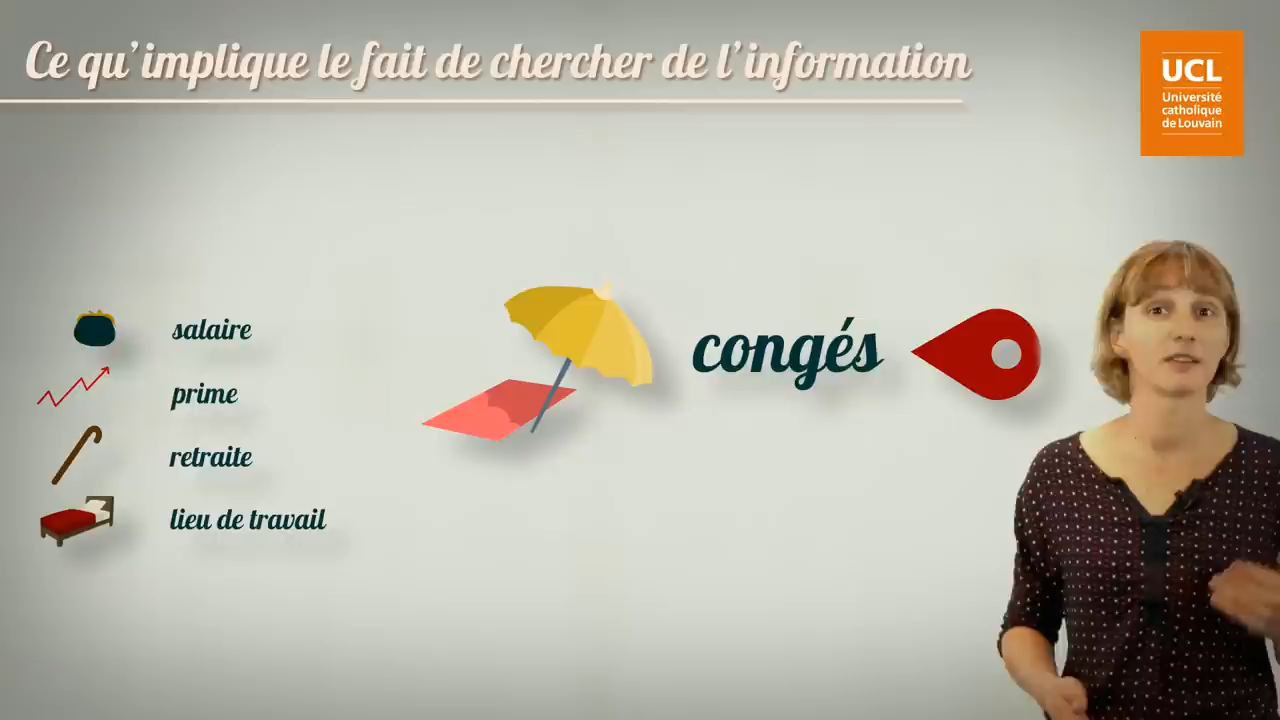 Ce qu'implique le fait de chercher de l'information
UCL
Université
catholique
de Louvain
salaire
prime
retraite
lieu de travail
congés